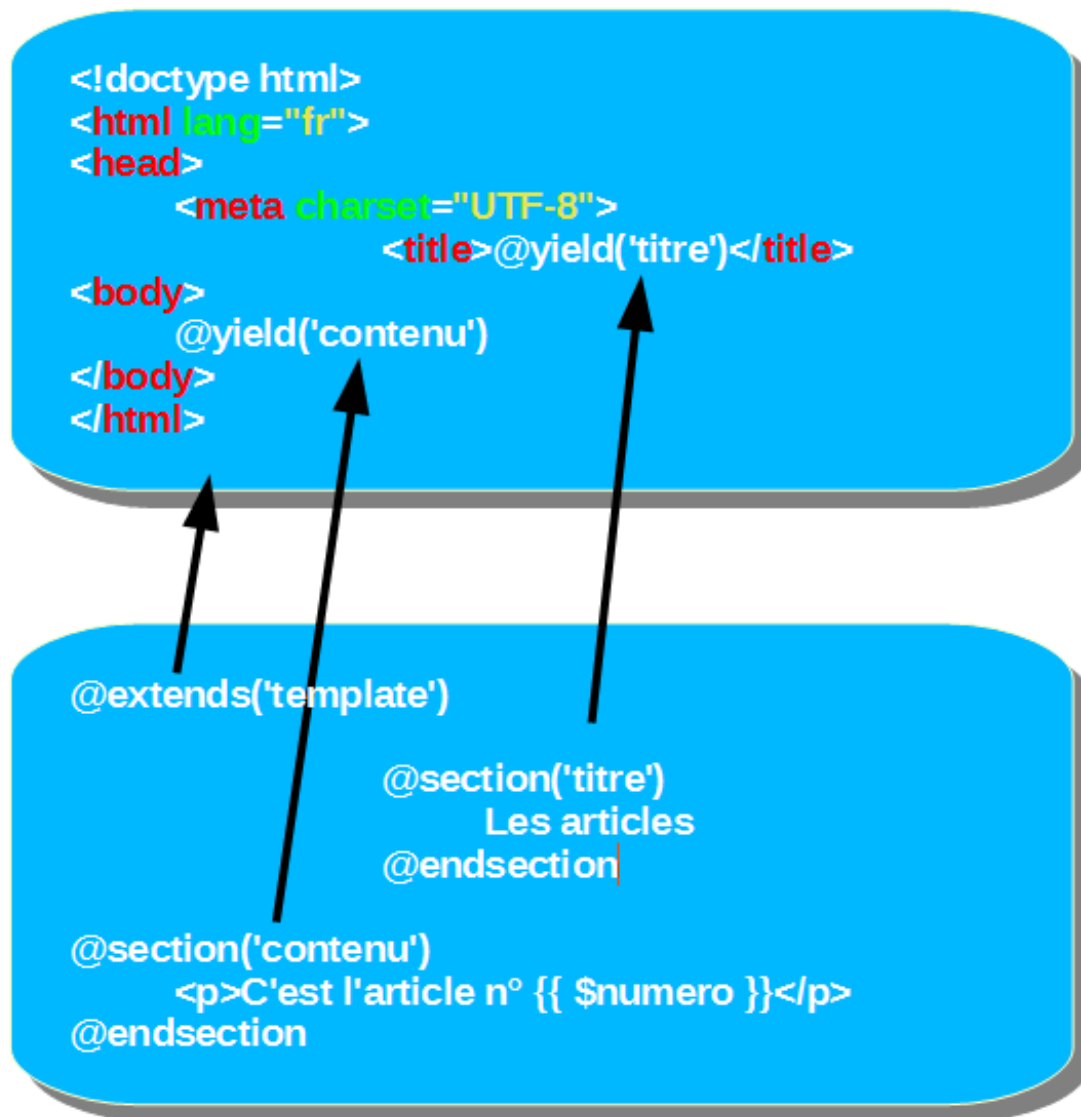 <!doctype html>
<html lang="fr">
<head>
<meta charset="UTF-8">
<title>@yield('titre')</title>
<body>
@yield('contenu')
</body>
</html>
@extends('template')
@section('titre')
Les articles
@endsection
@section('contenu')
<p>C'est l'article n° {{ $numero }}</p>
@endsection